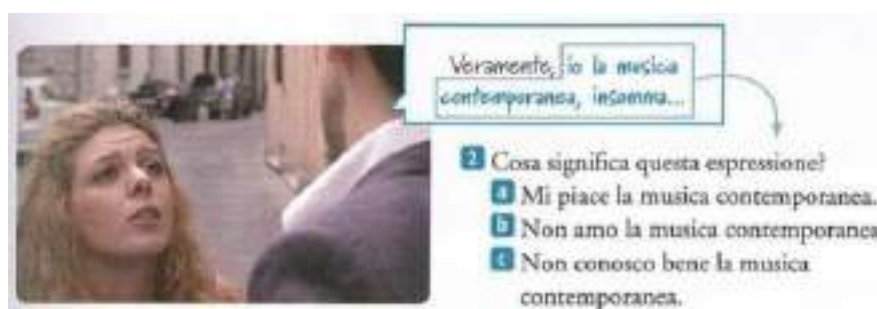 Veramente, io la musica
contemporanea, insomma...
2 Cosa significa questa espressione?
a Mi piace la musica contemporanea.
b Non amo la musica contemporanea
c Non conosco bene la musica
contemporanea.